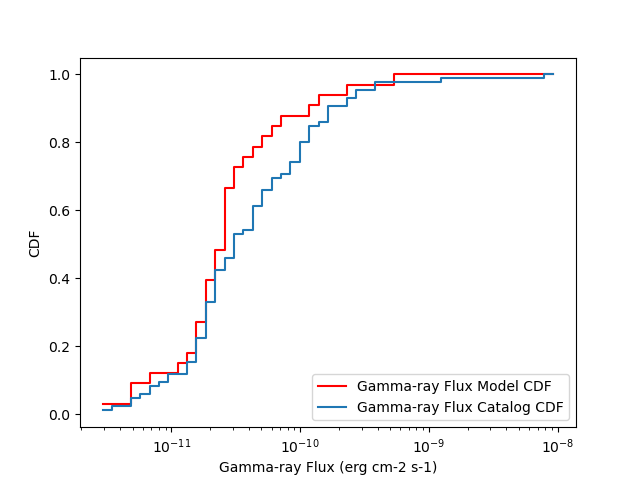 1.0
0.8
0.6
0.4
0.2
0.0
CDF
10⁻¹¹
10⁻¹⁰
10⁻⁹
10⁻⁸
Gamma-ray Flux (erg cm-2 s-1)
Gamma-ray Flux Model CDF
Gamma-ray Flux Catalog CDF